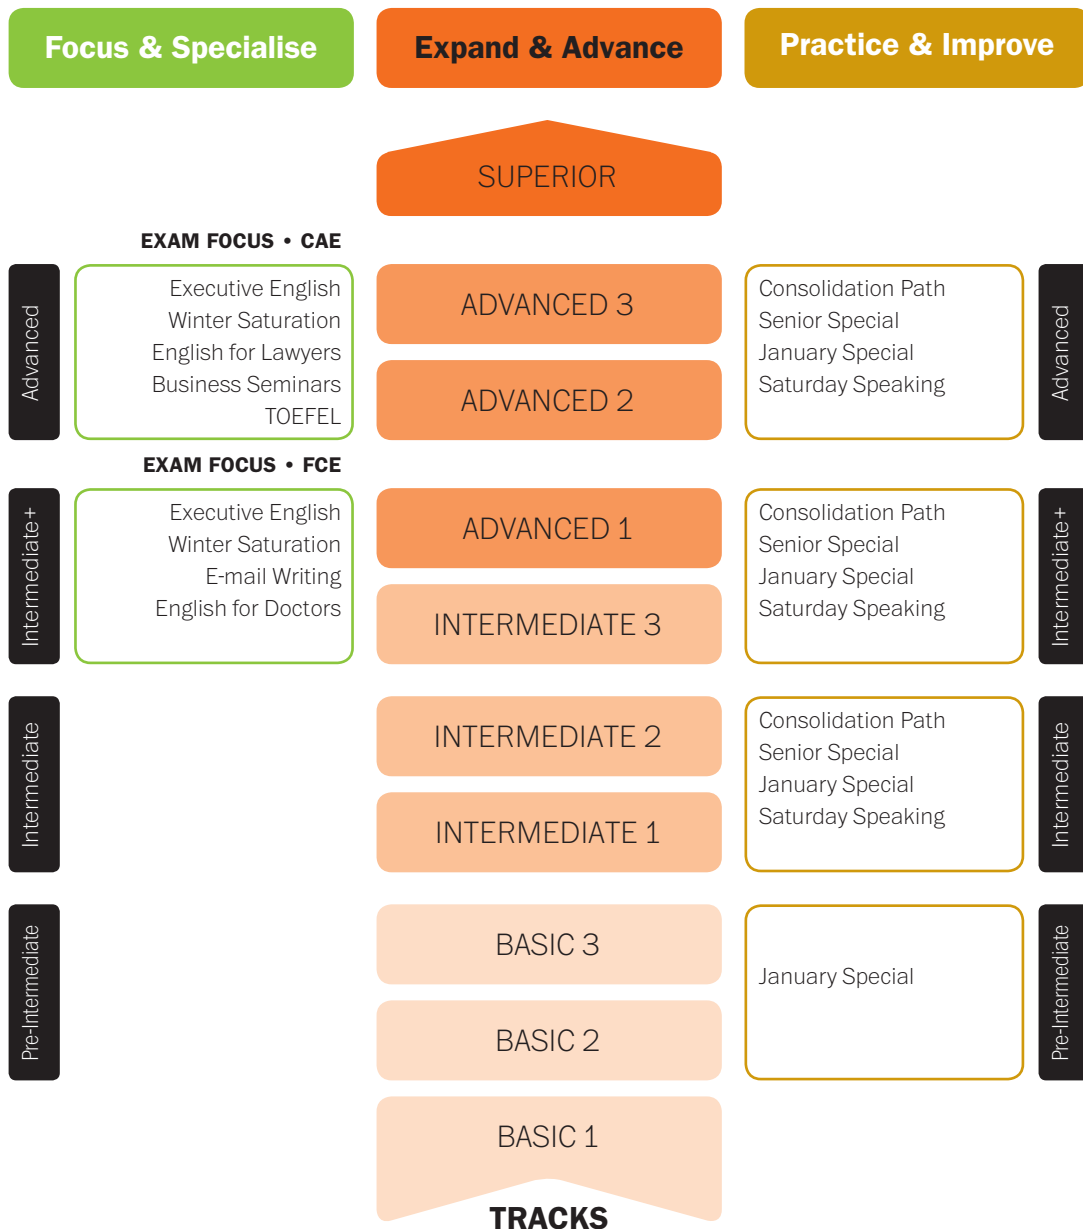 Focus & Specialise
Expand & Advance
Practice & Improve
SUPERIOR
EXAM FOCUS • CAE
Advanced
Executive English
Winter Saturation
English for Lawyers
Business Seminars
TOEFEL
ADVANCED 3
ADVANCED 2
Consolidation Path
Senior Special
January Special
Saturday Speaking
Advanced
EXAM FOCUS • FCE
Intermediate+
Executive English
Winter Saturation
E-mail Writing
English for Doctors
ADVANCED 1
INTERMEDIATE 3
Consolidation Path
Senior Special
January Special
Saturday Speaking
Intermediate+
Intermediate
INTERMEDIATE 2
INTERMEDIATE 1
Consolidation Path
Senior Special
January Special
Saturday Speaking
Intermediate
Pre-Intermediate
BASIC 3
BASIC 2
January Special
Pre-Intermediate
BASIC 1
TRACKS